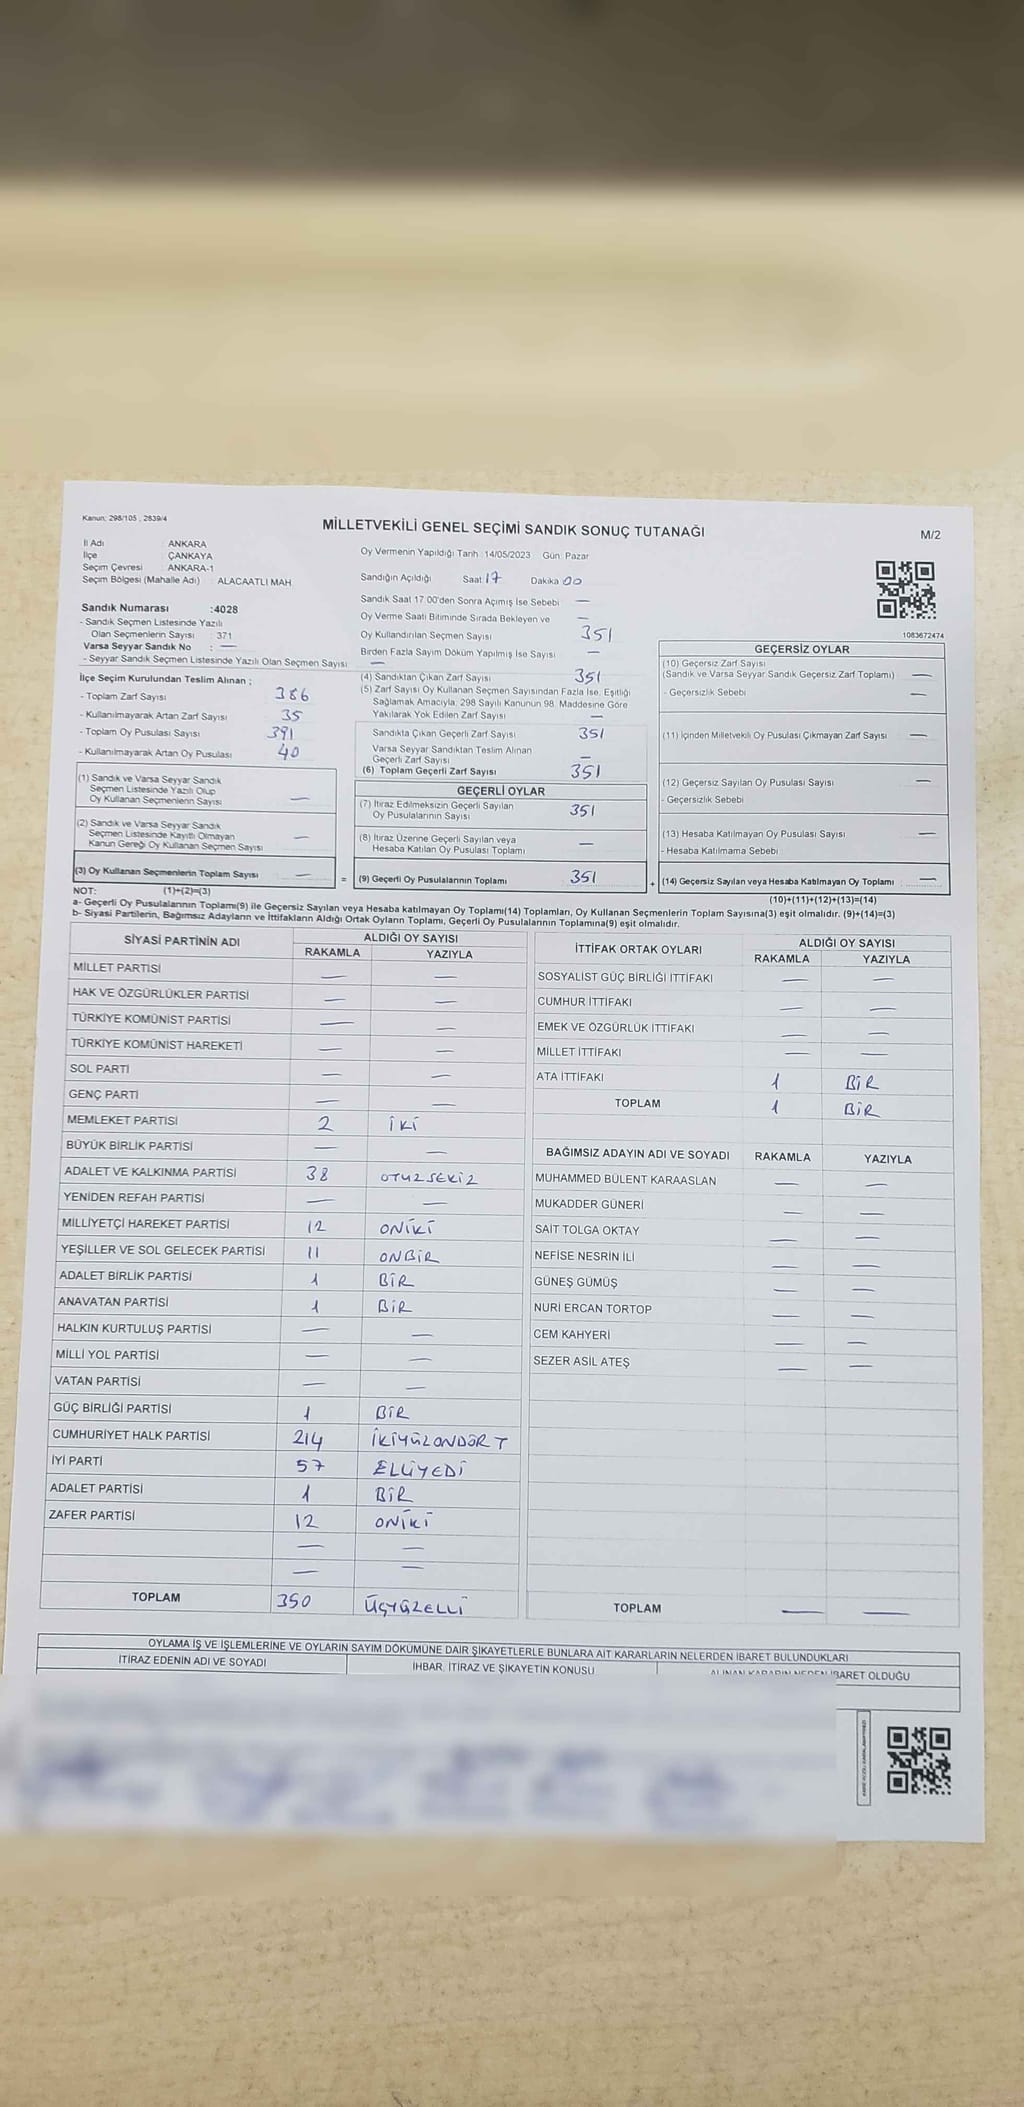 Kanun: 298/105 , 2839/4
MİLLETVEKİLİ GENEL SEÇİMİ SANDIK SONUÇ TUTANAĞI
M/2
İl Adı : ANKARA
İlçe : ÇANKAYA
Seçim Çevresi : ANKARA-1
Seçim Bölgesi (Mahalle Adı) : ALACAATLI MAH.
Sandık Numarası :4028
- Sandık Seçmen Listesinde Yazılı
Olan Seçmenlerin Sayısı : 371
Varsa Seyyar Sandık No : —
- Seyyar Sandık Seçmen Listesinde Yazılı Olan Seçmen Sayısı —
İlçe Seçim Kurulundan Teslim Alınan ;
- Toplam Zarf Sayısı 386
- Kullanılmayarak Artan Zarf Sayısı 35
- Toplam Oy Pusulası Sayısı 391
- Kullanılmayarak Artan Oy Pusulası 40
(1) Sandık ve Varsa Seyyar Sandık
Seçmen Listesinde Yazılı Olup
Oy Kullanan Seçmenlerin Sayısı —
(2) Sandık ve Varsa Seyyar Sandık
Seçmen Listesinde Kayıtlı Olmayan
Kanun Gereği Oy Kullanan Seçmen Sayısı —
(3) Oy Kullanan Seçmenlerin Toplam Sayısı —
Oy Vermenin Yapıldığı Tarih :14/05/2023 Gün: Pazar
Sandığın Açıldığı Saat 17 Dakika 00
Sandık Saat 17:00'den Sonra Açımış İse Sebebi —
Oy Verme Saati Bitiminde Sırada Bekleyen ve —
Oy Kullandırılan Seçmen Sayısı 351
Birden Fazla Sayım Döküm Yapılmış İse Sayısı —
(4) Sandıktan Çıkan Zarf Sayısı 351
(5) Zarf Sayısı Oy Kullanan Seçmen Sayısından Fazla İse, Eşitliği
Sağlamak Amacıyla; 298 Sayılı Kanunun 98. Maddesine Göre
Yakılarak Yok Edilen Zarf Sayısı —
Sandıkta Çıkan Geçerli Zarf Sayısı 351
Varsa Seyyar Sandıktan Teslim Alınan
Geçerli Zarf Sayısı —
(6) Toplam Geçerli Zarf Sayısı 351
GEÇERLİ OYLAR
(7) İtiraz Edilmeksizin Geçerli Sayılan
Oy Pusulalarının Sayısı 351
(8) İtiraz Üzerine Geçerli Sayılan veya
Hesaba Katılan Oy Pusulası Toplamı —
= (9) Geçerli Oy Pusulalarının Toplamı 351
1083672474
GEÇERSİZ OYLAR
(10) Geçersiz Zarf Sayısı
(Sandık ve Varsa Seyyar Sandık Geçersiz Zarf Toplamı) —
- Geçersizlik Sebebi —
(11) İçinden Milletvekili Oy Pusulası Çıkmayan Zarf Sayısı —
(12) Geçersiz Sayılan Oy Pusulası Sayısı —
- Geçersizlik Sebebi
(13) Hesaba Katılmayan Oy Pusulası Sayısı —
- Hesaba Katılmama Sebebi
+ (14) Geçersiz Sayılan veya Hesaba Katılmayan Oy Toplamı —
NOT: (1)+(2)=(3) (10)+(11)+(12)+(13)=(14)
a- Geçerli Oy Pusulalarının Toplamı(9) ile Geçersiz Sayılan veya Hesaba katılmayan Oy Toplamı(14) Toplamları, Oy Kullanan Seçmenlerin Toplam Sayısına(3) eşit olmalıdır. (9)+(14)=(3)
b- Siyasi Partilerin, Bağımsız Adayların ve İttifakların Aldığı Ortak Oyların Toplamı, Geçerli Oy Pusulalarının Toplamına(9) eşit olmalıdır.
SİYASİ PARTİNİN ADI ALDIĞI OY SAYISI
RAKAMLA YAZIYLA
MİLLET PARTİSİ — —
HAK VE ÖZGÜRLÜKLER PARTİSİ — —
TÜRKİYE KOMÜNİST PARTİSİ — —
TÜRKİYE KOMÜNİST HAREKETİ — —
SOL PARTİ — —
GENÇ PARTİ — —
MEMLEKET PARTİSİ 2 İKİ
BÜYÜK BİRLİK PARTİSİ — —
ADALET VE KALKINMA PARTİSİ 38 OTUZSEKİZ
YENİDEN REFAH PARTİSİ — —
MİLLİYETÇİ HAREKET PARTİSİ 12 ONİKİ
YEŞİLLER VE SOL GELECEK PARTİSİ 11 ONBİR
ADALET BİRLİK PARTİSİ 1 BİR
ANAVATAN PARTİSİ 1 BİR
HALKIN KURTULUŞ PARTİSİ — —
MİLLİ YOL PARTİSİ — —
VATAN PARTİSİ — —
GÜÇ BİRLİĞİ PARTİSİ 1 BİR
CUMHURİYET HALK PARTİSİ 214 İKİYÜZONDÖRT
İYİ PARTİ 57 ELLİYEDİ
ADALET PARTİSİ 1 BİR
ZAFER PARTİSİ 12 ONİKİ
— —
— —
TOPLAM 350 ÜÇYÜZELLİ
İTTİFAK ORTAK OYLARI ALDIĞI OY SAYISI
RAKAMLA YAZIYLA
SOSYALİST GÜÇ BİRLİĞİ İTTİFAKI — —
CUMHUR İTTİFAKI — —
EMEK VE ÖZGÜRLÜK İTTİFAKI — —
MİLLET İTTİFAKI — —
ATA İTTİFAKI 1 BİR
TOPLAM 1 BİR
BAĞIMSIZ ADAYIN ADI VE SOYADI RAKAMLA YAZIYLA
MUHAMMED BÜLENT KARAASLAN — —
MUKADDER GÜNERİ — —
SAİT TOLGA OKTAY — —
NEFİSE NESRİN İLİ — —
GÜNEŞ GÜMÜŞ — —
NURİ ERCAN TORTOP — —
CEM KAHYERİ — —
SEZER ASİL ATEŞ — —
TOPLAM — —
OYLAMA İŞ VE İŞLEMLERİNE VE OYLARIN SAYIM DÖKÜMÜNE DAİR ŞİKAYETLERLE BUNLARA AİT KARARLARIN NELERDEN İBARET BULUNDUKLARI
İTİRAZ EDENİN ADI VE SOYADI İHBAR, İTİRAZ VE ŞİKAYETİN KONUSU ALINAN KARARIN NEDEN İBARET OLDUĞU